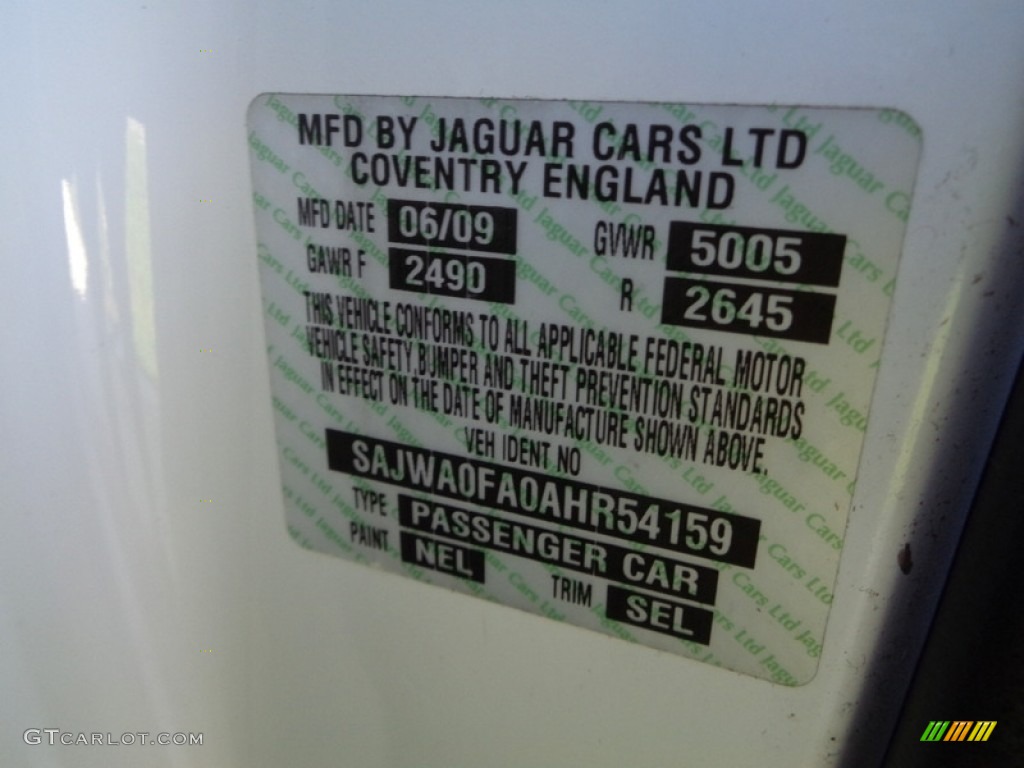 MFD BY JAGUAR CARS LTD
COVENTRY ENGLAND
MFD DATE 06/09 GVWR 5005
GAWR F 2490 R 2645
THIS VEHICLE CONFORMS TO ALL APPLICABLE FEDERAL MOTOR
VEHICLE SAFETY, BUMPER AND THEFT PREVENTION STANDARDS
IN EFFECT ON THE DATE OF MANUFACTURE SHOWN ABOVE.
VEH IDENT NO
SAJWA0FA0AHR54159
TYPE PASSENGER CAR
PAINT NEL TRIM SEL
GTCARLOT.COM